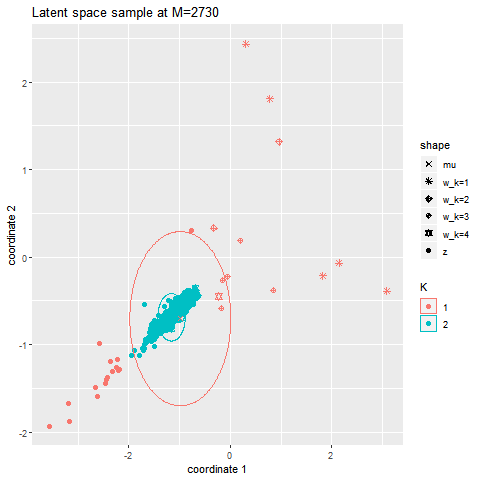 Latent space sample at M=2730
coordinate 2
2
1
0
-1
-2
-2
0
2
coordinate 1
shape
mu
w_k=1
w_k=2
w_k=3
w_k=4
z
K
1
2